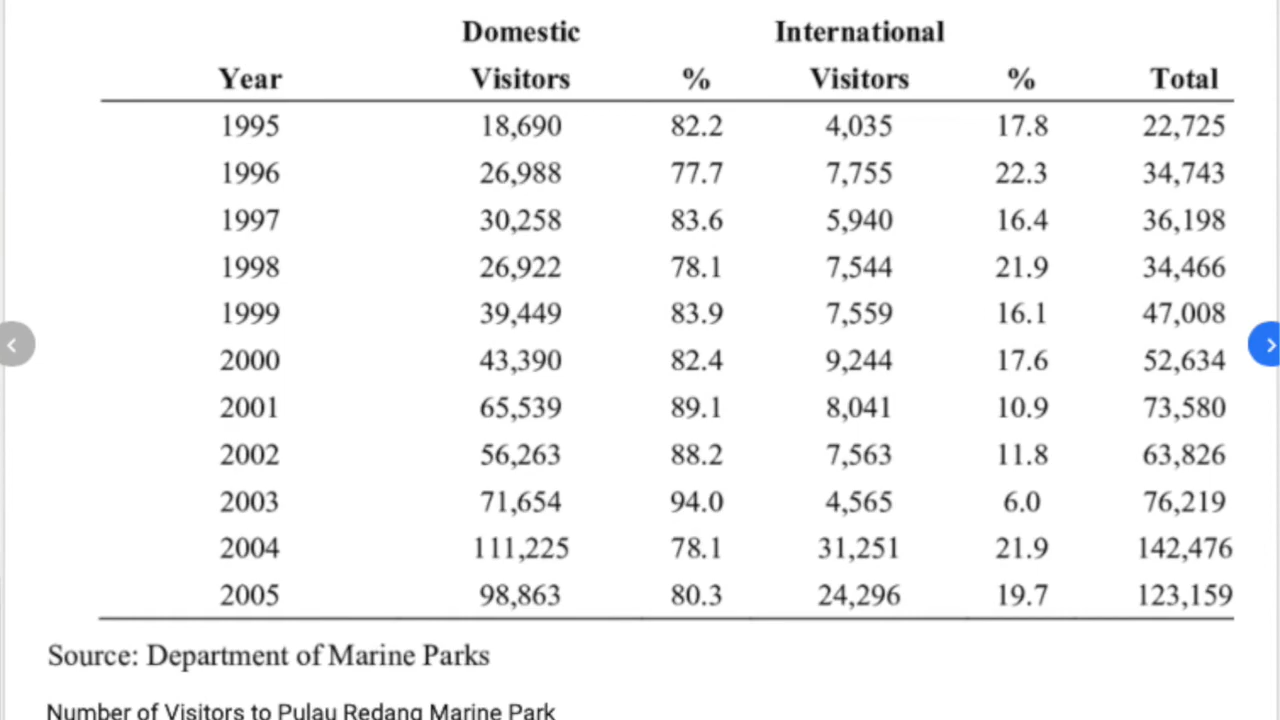 Domestic International
Year Visitors % Visitors % Total
1995 18,690 82.2 4,035 17.8 22,725
1996 26,988 77.7 7,755 22.3 34,743
1997 30,258 83.6 5,940 16.4 36,198
1998 26,922 78.1 7,544 21.9 34,466
1999 39,449 83.9 7,559 16.1 47,008
2000 43,390 82.4 9,244 17.6 52,634
2001 65,539 89.1 8,041 10.9 73,580
2002 56,263 88.2 7,563 11.8 63,826
2003 71,654 94.0 4,565 6.0 76,219
2004 111,225 78.1 31,251 21.9 142,476
2005 98,863 80.3 24,296 19.7 123,159
Source: Department of Marine Parks
Number of Visitors to Pulau Redang Marine Park